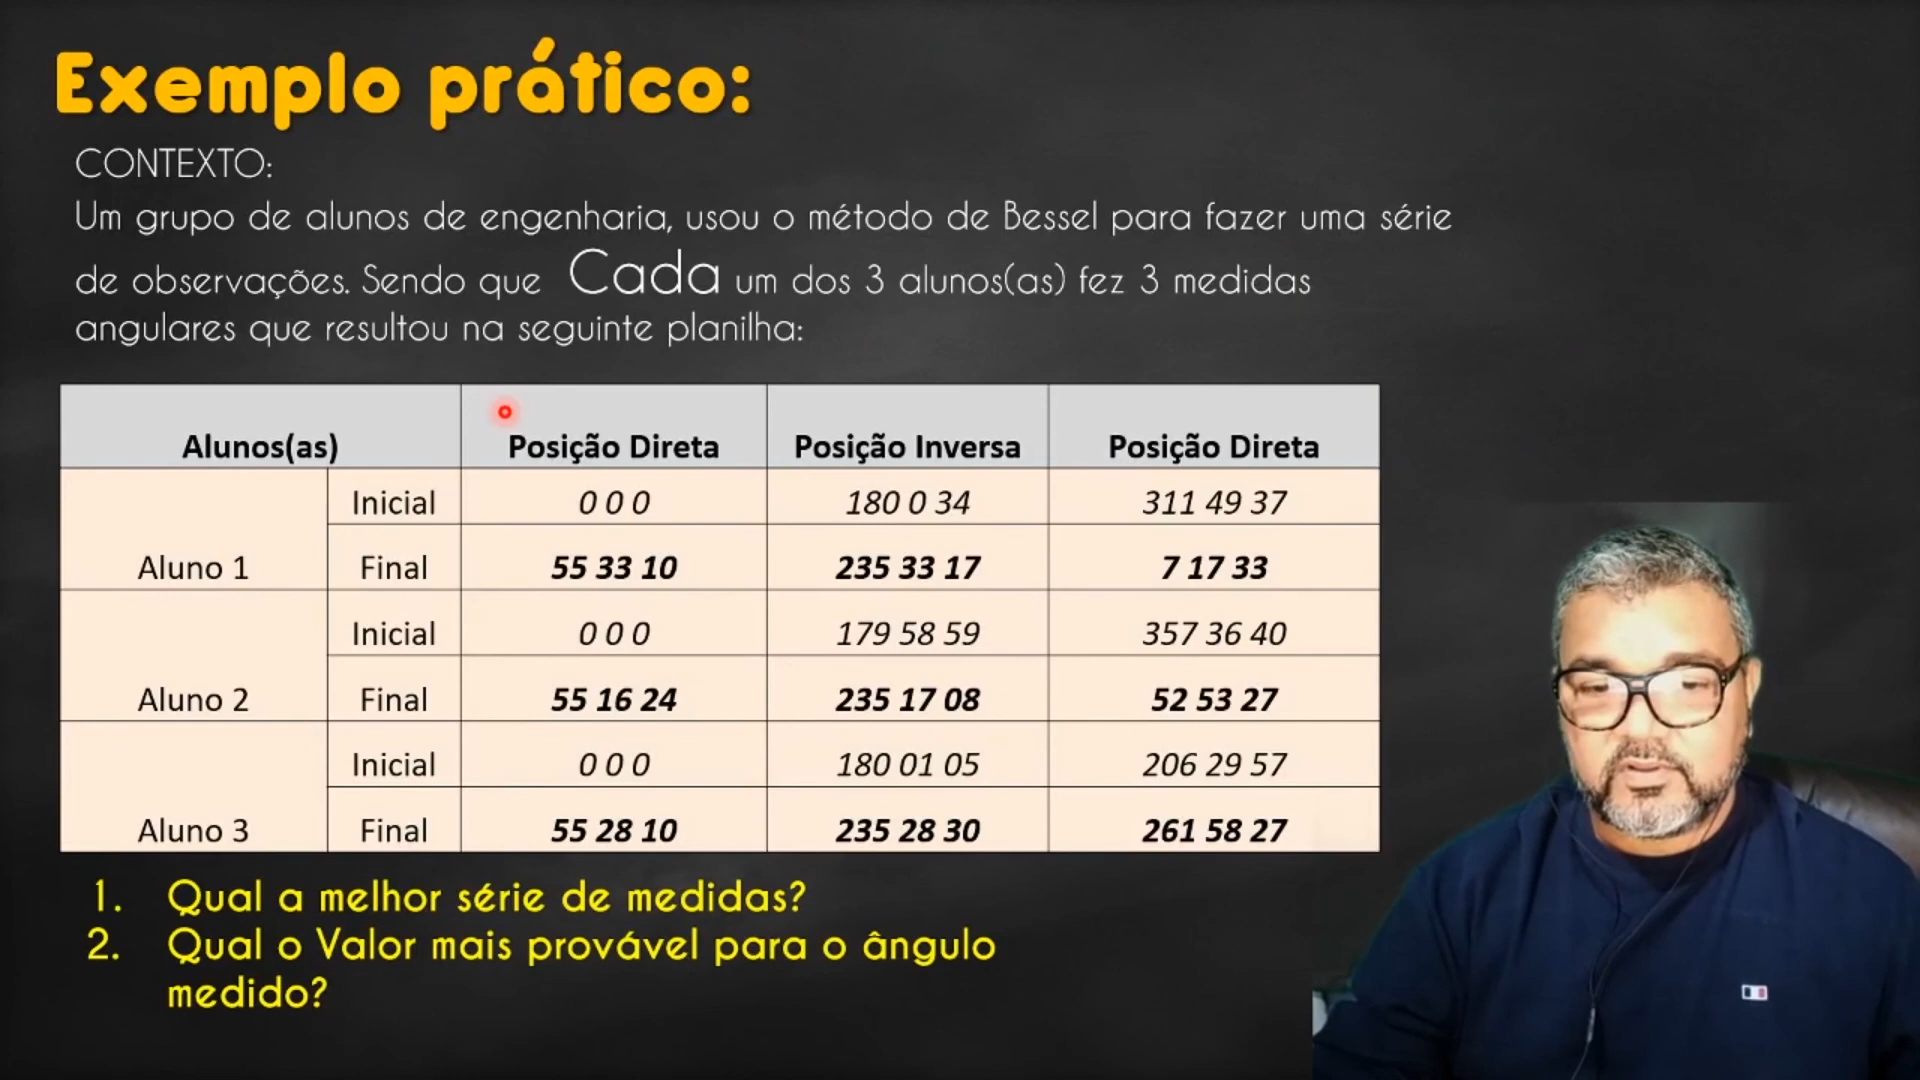 Exemplo prático:
CONTEXTO:
Um grupo de alunos de engenharia, usou o método de Bessel para fazer uma série
de observações. Sendo que Cada um dos 3 alunos(as) fez 3 medidas
angulares que resultou na seguinte planilha:
Alunos(as) Posição Direta Posição Inversa Posição Direta
Inicial 0 0 0 180 0 34 311 49 37
Aluno 1 Final 55 33 10 235 33 17 7 17 33
Inicial 0 0 0 179 58 59 357 36 40
Aluno 2 Final 55 16 24 235 17 08 52 53 27
Inicial 0 0 0 180 01 05 206 29 57
Aluno 3 Final 55 28 10 235 28 30 261 58 27
1. Qual a melhor série de medidas?
2. Qual o Valor mais provável para o ângulo
medido?